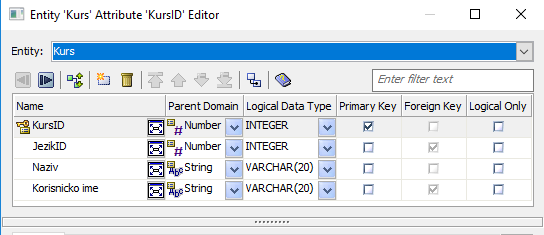 Entity 'Kurs' Attribute 'KursID' Editor
Entity: Kurs
Enter filter text
Name Parent Domain Logical Data Type Primary Key Foreign Key Logical Only
KursID Number INTEGER
JezikID Number INTEGER
Naziv String VARCHAR(20)
Korisnicko ime String VARCHAR(20)